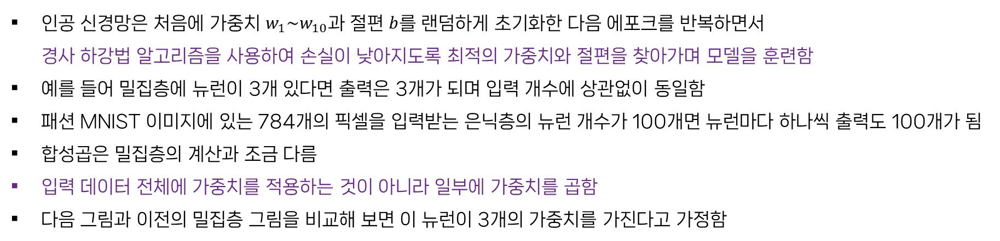 ▪ 인공 신경망은 처음에 가중치 w₁~w₁₀과 절편 b를 랜덤하게 초기화한 다음 에포크를 반복하면서
경사 하강법 알고리즘을 사용하여 손실이 낮아지도록 최적의 가중치와 절편을 찾아가며 모델을 훈련함
▪ 예를 들어 밀집층에 뉴런이 3개 있다면 출력은 3개가 되며 입력 개수에 상관없이 동일함
▪ 패션 MNIST 이미지에 있는 784개의 픽셀을 입력받는 은닉층의 뉴런 개수가 100개면 뉴런마다 하나씩 출력도 100개가 됨
▪ 합성곱은 밀집층의 계산과 조금 다름
▪ 입력 데이터 전체에 가중치를 적용하는 것이 아니라 일부에 가중치를 곱함
▪ 다음 그림과 이전의 밀집층 그림을 비교해 보면 이 뉴런이 3개의 가중치를 가진다고 가정함